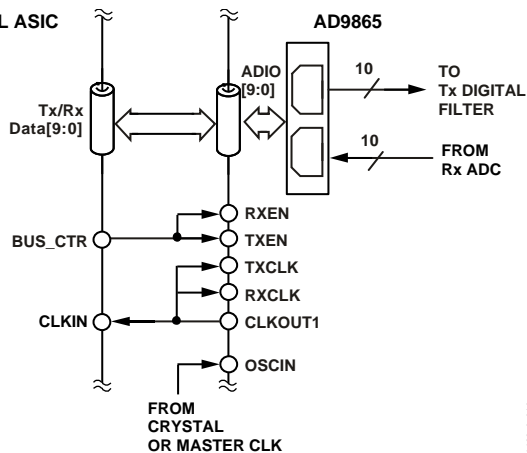 L ASIC
AD9865
ADIO
[9:0]
10
TO
Tx DIGITAL
FILTER
Tx/Rx
Data[9:0]
10
FROM
Rx ADC
RXEN
BUS_CTR
TXEN
TXCLK
RXCLK
CLKIN
CLKOUT1
OSCIN
FROM
CRYSTAL
OR MASTER CLK